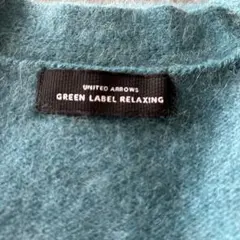 UNITED ARROWS
GREEN LABEL RELAXING